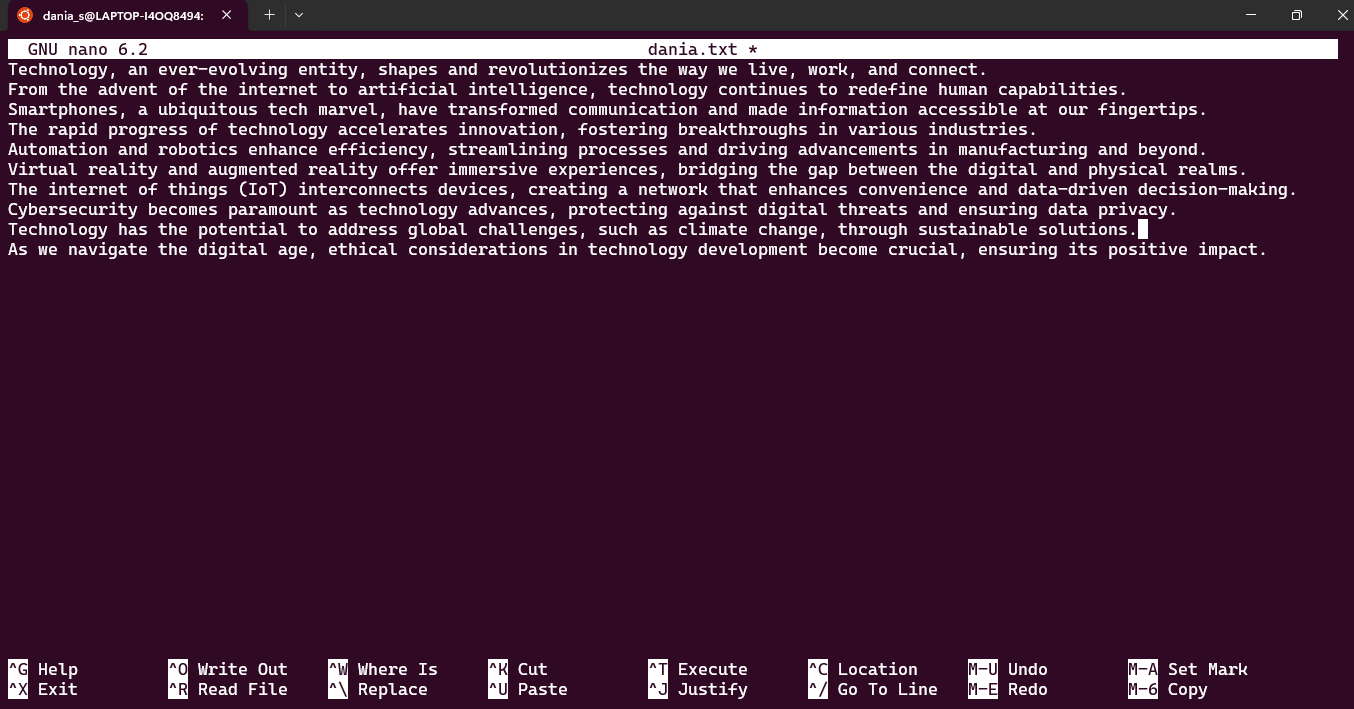 dania_s@LAPTOP-I4OQ8494:
GNU nano 6.2 dania.txt *
Technology, an ever-evolving entity, shapes and revolutionizes the way we live, work, and connect.
From the advent of the internet to artificial intelligence, technology continues to redefine human capabilities.
Smartphones, a ubiquitous tech marvel, have transformed communication and made information accessible at our fingertips.
The rapid progress of technology accelerates innovation, fostering breakthroughs in various industries.
Automation and robotics enhance efficiency, streamlining processes and driving advancements in manufacturing and beyond.
Virtual reality and augmented reality offer immersive experiences, bridging the gap between the digital and physical realms.
The internet of things (IoT) interconnects devices, creating a network that enhances convenience and data-driven decision-making.
Cybersecurity becomes paramount as technology advances, protecting against digital threats and ensuring data privacy.
Technology has the potential to address global challenges, such as climate change, through sustainable solutions.
As we navigate the digital age, ethical considerations in technology development become crucial, ensuring its positive impact.
^G Help ^O Write Out ^W Where Is ^K Cut ^T Execute ^C Location M-U Undo M-A Set Mark
^X Exit ^R Read File ^\ Replace ^U Paste ^J Justify ^/ Go To Line M-E Redo M-6 Copy